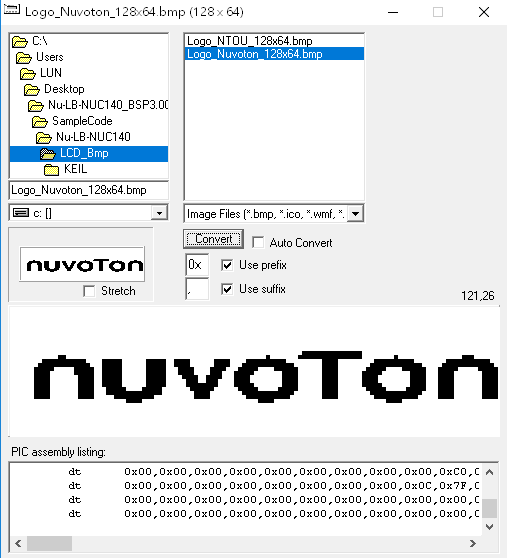 Logo_Nuvoton_128x64.bmp (128 x 64)
C:\
Users
LUN
Desktop
Nu-LB-NUC140_BSP3.00
SampleCode
Nu-LB-NUC140
LCD_Bmp
KEIL
Logo_Nuvoton_128x64.bmp
c: []
Logo_NTOU_128x64.bmp
Logo_Nuvoton_128x64.bmp
Image Files (*.bmp, *.ico, *.wmf, *.
Convert
Auto Convert
0x
Use prefix
,
Use suffix
nuvoTon
Stretch
121,26
nuvoTon
PIC assembly listing:
dt 0x00,0x00,0x00,0x00,0x00,0x00,0x00,0x00,0x00,0xC0,0
dt 0x00,0x00,0x00,0x00,0x00,0x00,0x00,0x00,0x0C,0x7F,0
dt 0x00,0x00,0x00,0x00,0x00,0x00,0x00,0x00,0x00,0x00,0
dt 0x00,0x00,0x00,0x00,0x00,0x00,0x00,0x00,0x00,0x00,0